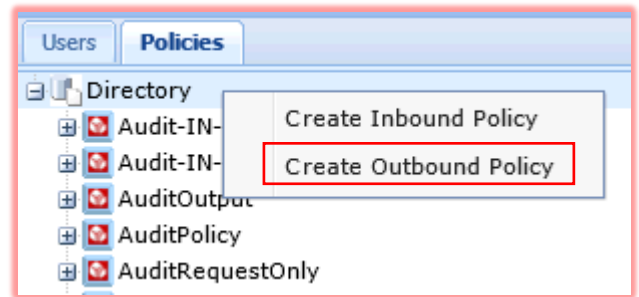 Users Policies
Directory
Create Inbound Policy
Audit-IN-
Audit-IN-
Create Outbound Policy
AuditOutput
AuditPolicy
AuditRequestOnly